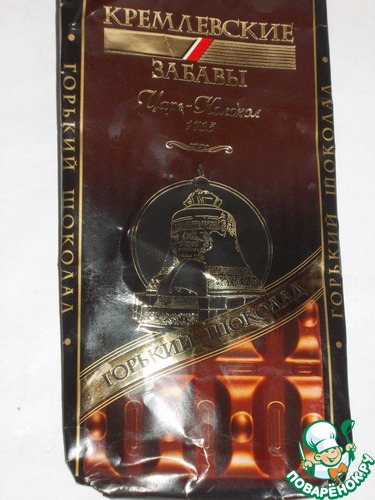 КРЕМЛЕВСКИЕ
ЗАБАВЫ
Царь-Колокол
1735
ГОРЬКИЙ ШОКОЛАД
ГОРЬКИЙ ШОКОЛАД
ГОРЬКИЙ ШОКОЛАД
ПОВАРЁНОК.РУ